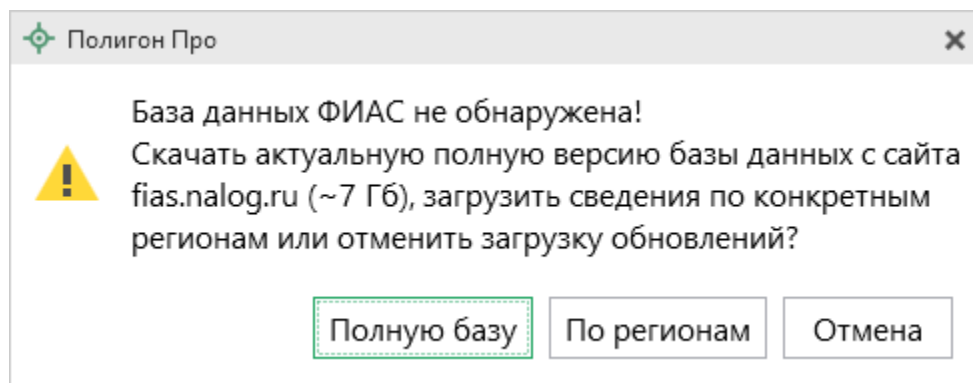 Полигон Про
База данных ФИАС не обнаружена!
Скачать актуальную полную версию базы данных с сайта
fias.nalog.ru (~7 Гб), загрузить сведения по конкретным
регионам или отменить загрузку обновлений?
Полную базу По регионам Отмена